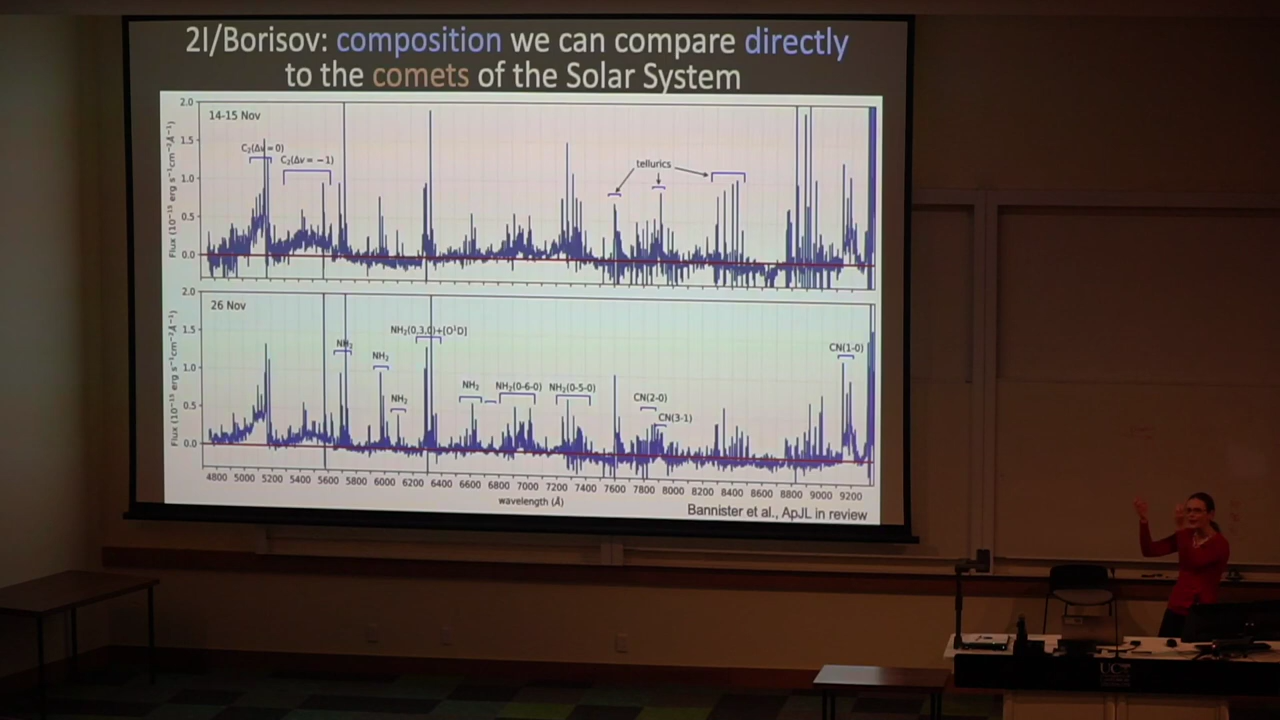 2I/Borisov: composition we can compare directly
to the comets of the Solar System
2.0
14-15 Nov
1.5
C₂(Δν = 0)
C₂(Δν = −1)
tellurics
1.0
0.5
0.0
Flux (10⁻¹⁵ erg s⁻¹cm⁻²Å⁻¹)
2.0
26 Nov
1.5
NH₂(0,3,0)+[O¹D]
NH₂
CN(1-0)
NH₂
1.0
NH₂
NH₂(0-6-0)
NH₂(0-5-0)
NH₂
CN(2-0)
0.5
CN(3-1)
0.0
Flux (10⁻¹⁵ erg s⁻¹cm⁻²Å⁻¹)
4800 5000 5200 5400 5600 5800 6000 6200 6400 6600 6800 7000 7200 7400 7600 7800 8000 8200 8400 8600 8800 9000 9200
wavelength (Å)
Bannister et al., ApJL in review
UC